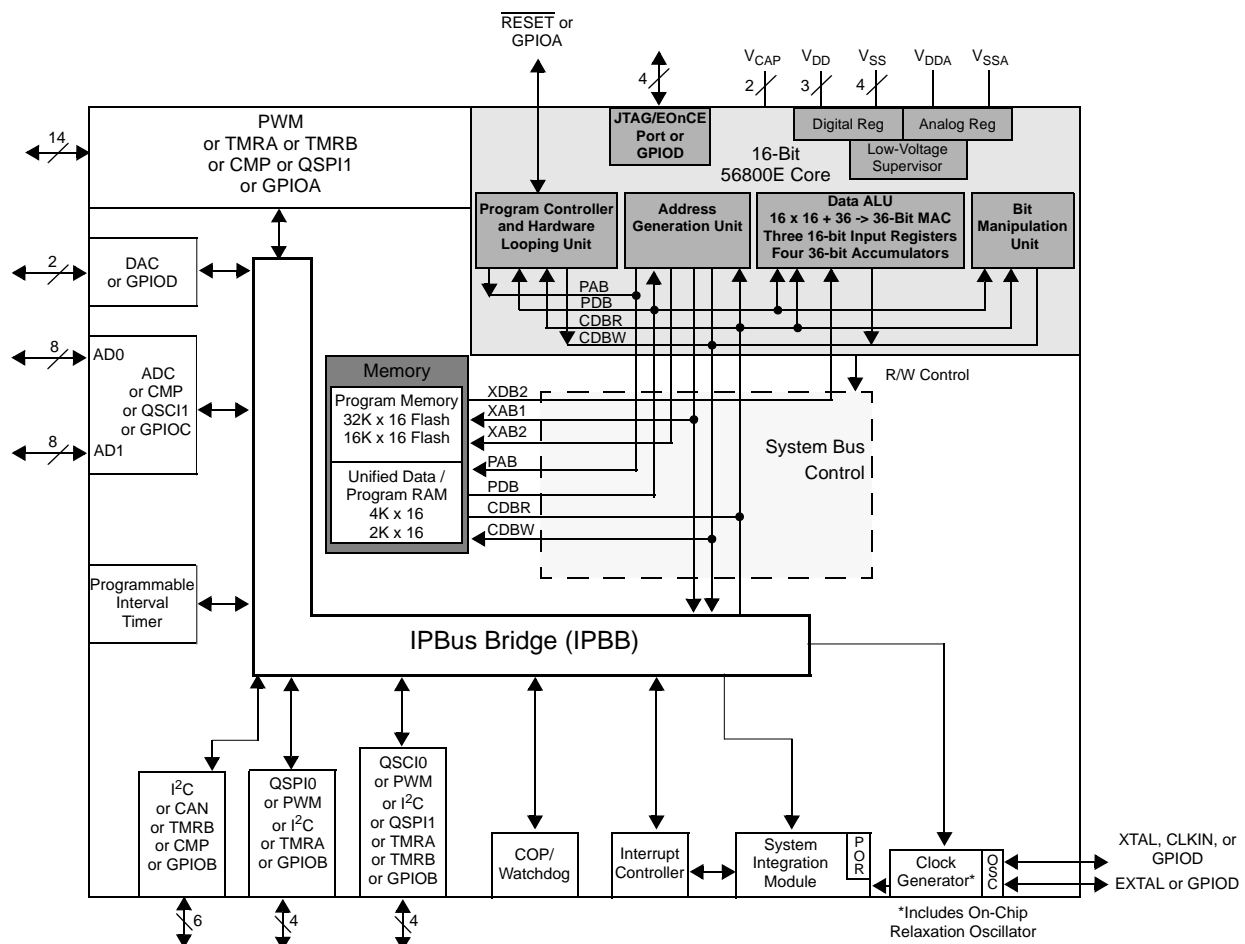 RESET or
GPIOA
4
VCAP
VDD
VSS
VDDA
VSSA
2
3
4
14
PWM
or TMRA or TMRB
or CMP or QSPI1
or GPIOA
JTAG/EOnCE
Port or
GPIOD
Digital Reg
Analog Reg
Low-Voltage
Supervisor
16-Bit
56800E Core
Program Controller
and Hardware
Looping Unit
Address
Generation Unit
Data ALU
16 x 16 + 36 -> 36-Bit MAC
Three 16-bit Input Registers
Four 36-bit Accumulators
Bit
Manipulation
Unit
2
DAC
or GPIOD
PAB
PDB
CDBR
CDBW
8
AD0
ADC
or CMP
or QSCI1
or GPIOC
8
AD1
Memory
Program Memory
32K x 16 Flash
16K x 16 Flash
Unified Data /
Program RAM
4K x 16
2K x 16
XDB2
XAB1
XAB2
PAB
PDB
CDBR
CDBW
R/W Control
System Bus
Control
Programmable
Interval
Timer
IPBus Bridge (IPBB)
I2C
or CAN
or TMRB
or CMP
or GPIOB
6
QSPI0
or PWM
or I2C
or TMRA
or GPIOB
4
QSCI0
or PWM
or I2C
or QSPI1
or TMRA
or TMRB
or GPIOB
4
COP/
Watchdog
Interrupt
Controller
System
Integration
Module
POR
Clock
Generator*
OSC
XTAL, CLKIN, or
GPIOD
EXTAL or GPIOD
*Includes On-Chip
Relaxation Oscillator